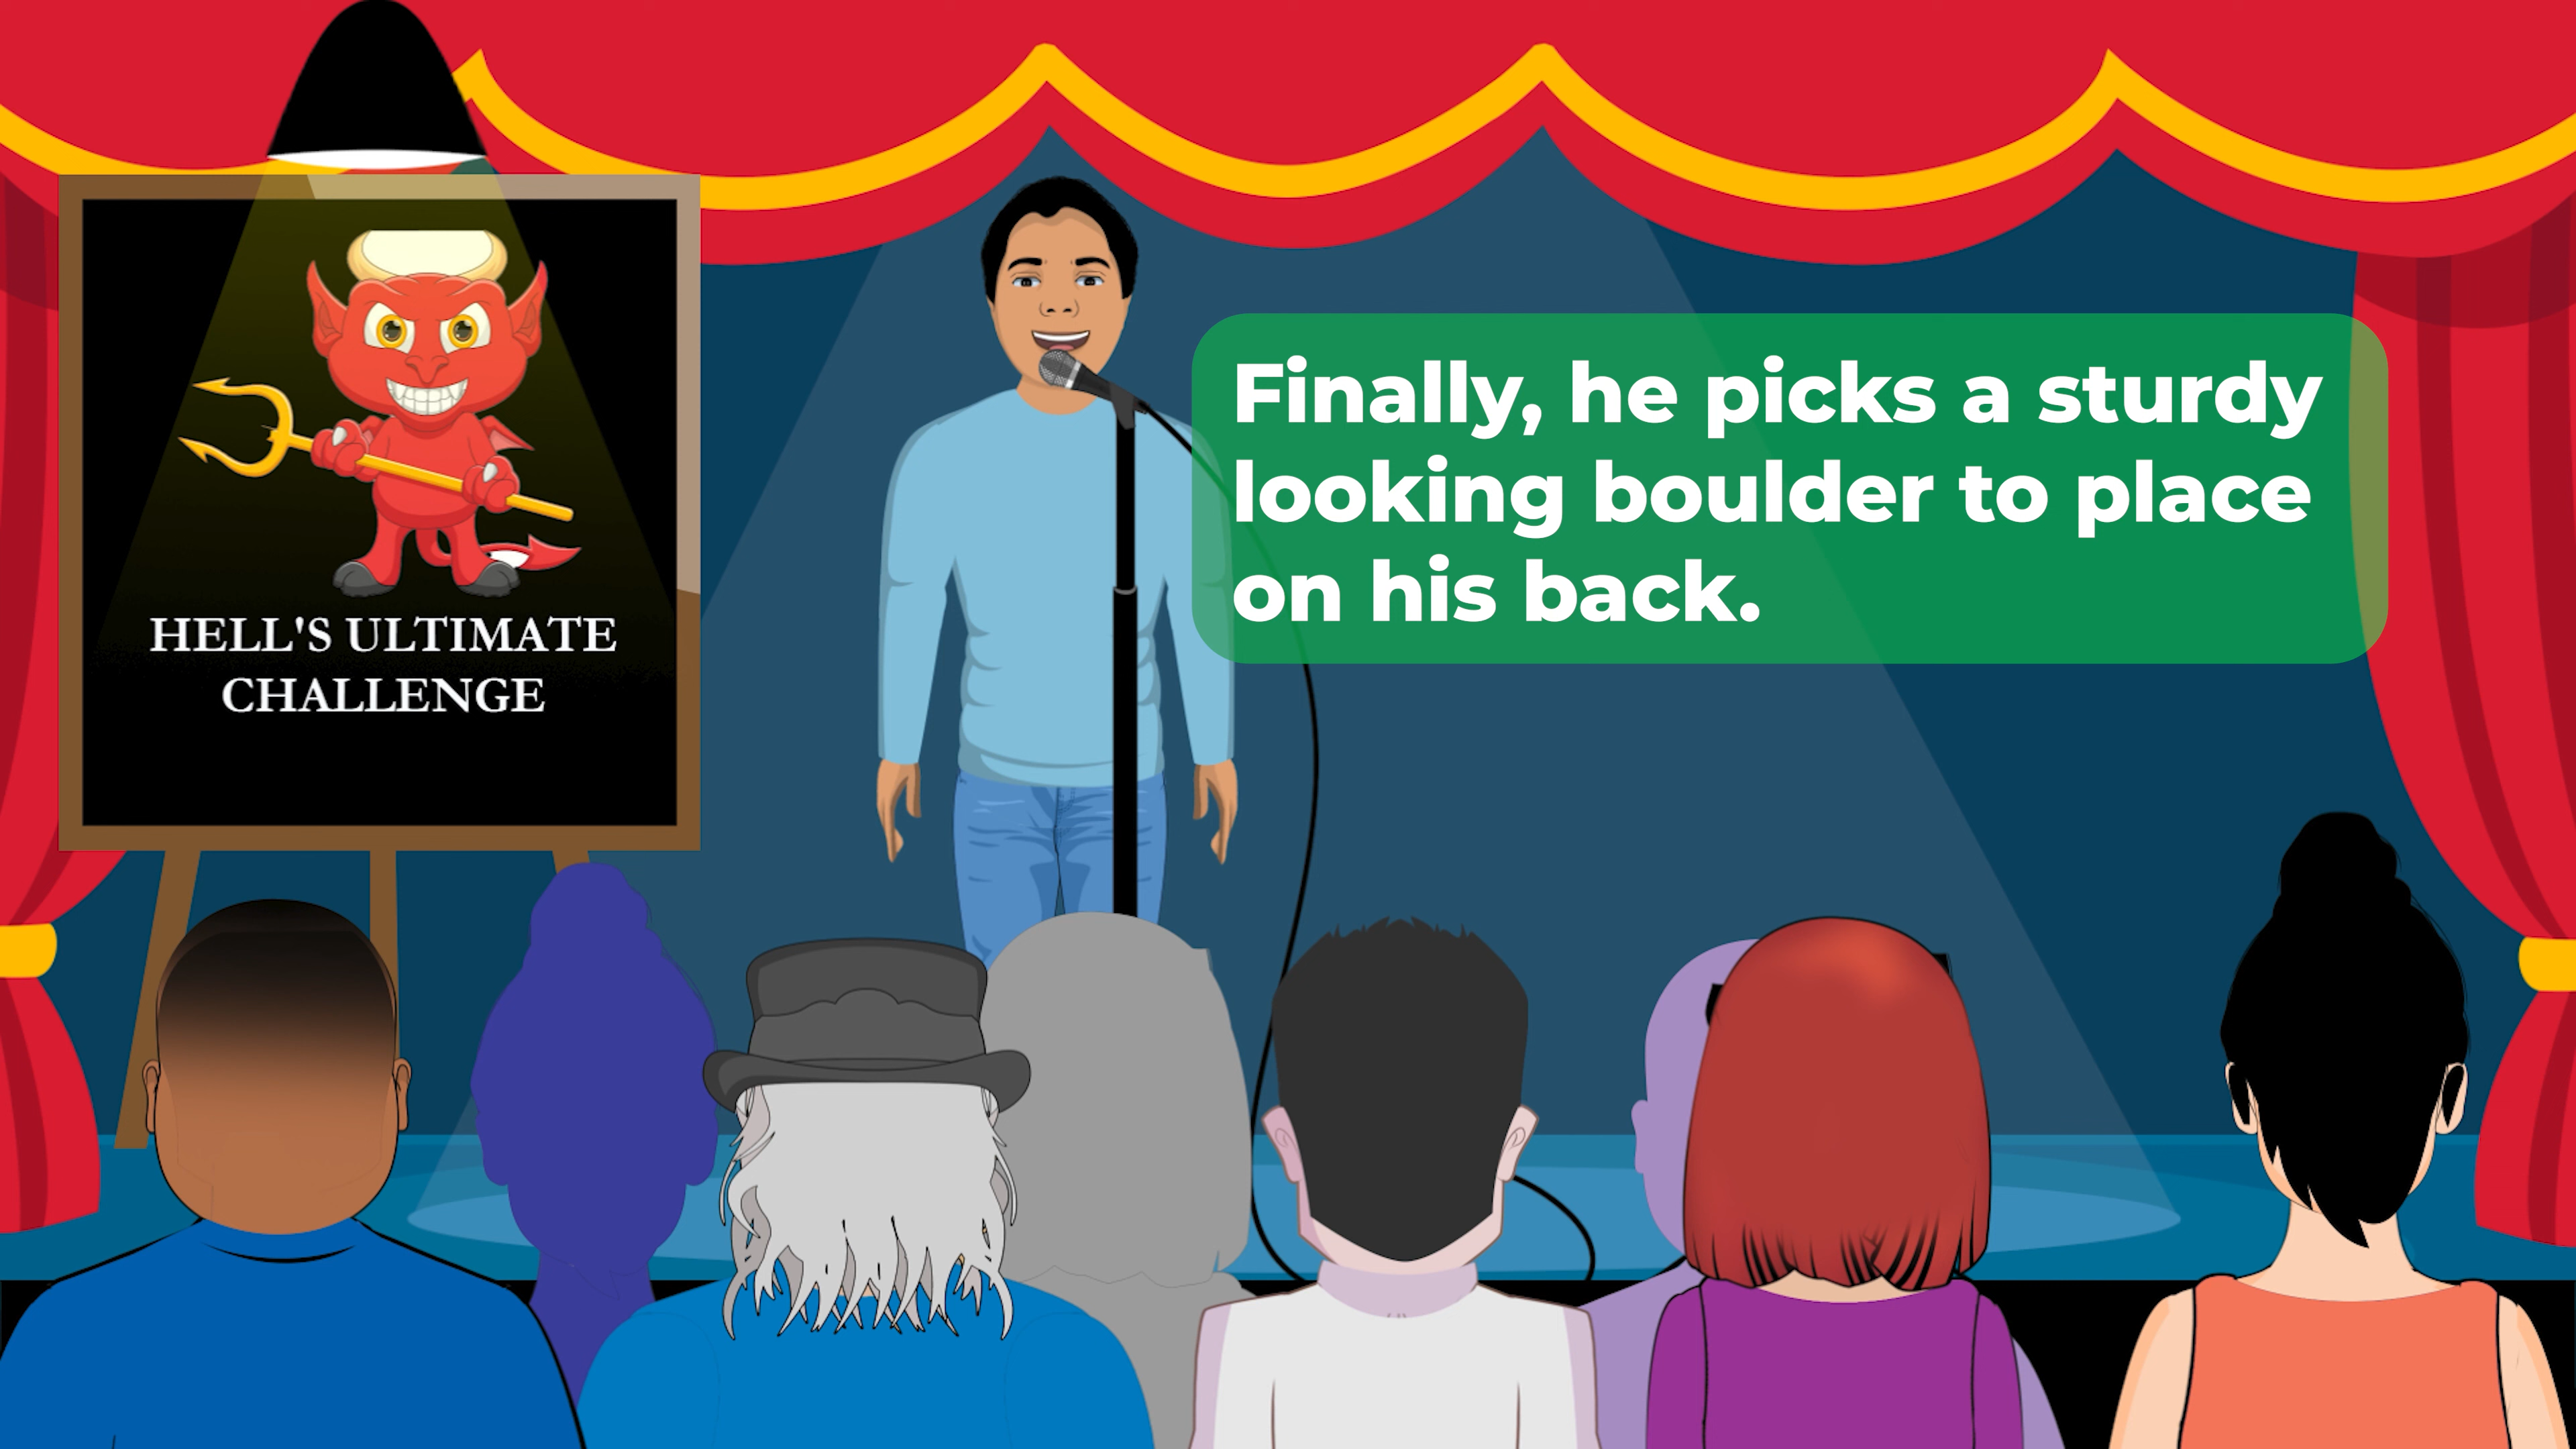 HELL'S ULTIMATE
CHALLENGE
Finally, he picks a sturdy
looking boulder to place
on his back.